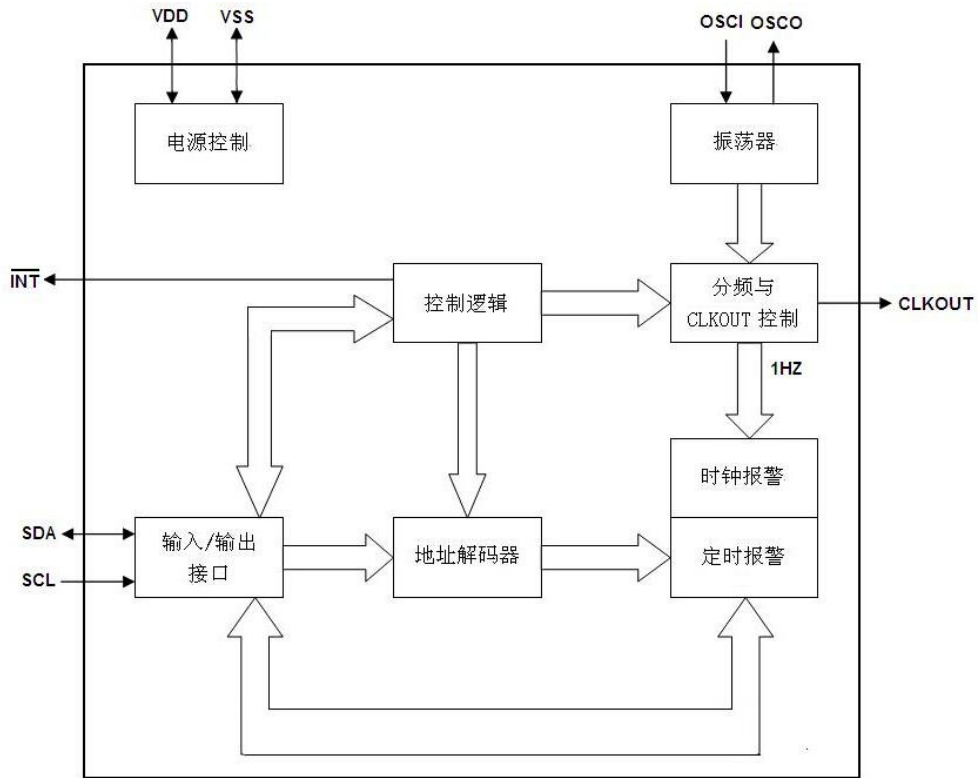 VDD VSS OSCI OSCO
电源控制 振荡器
INT 控制逻辑 分频与
CLKOUT 控制 CLKOUT
1HZ
时钟报警
SDA 输入/输出 地址解码器 定时报警
SCL 接口